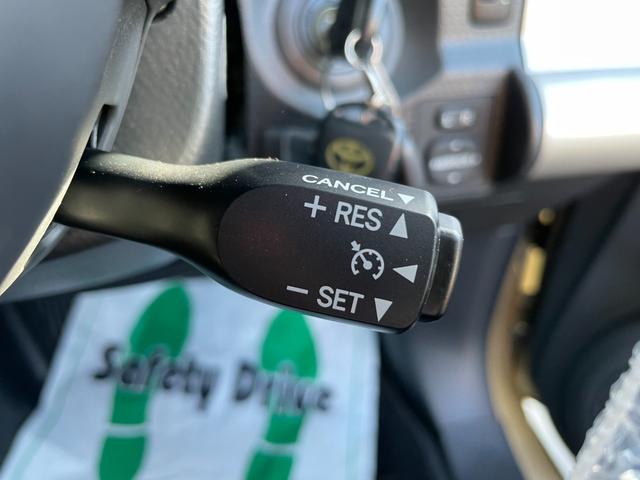 CANCEL ▼
+ RES ▲
◀
− SET ▼
Safety Drive